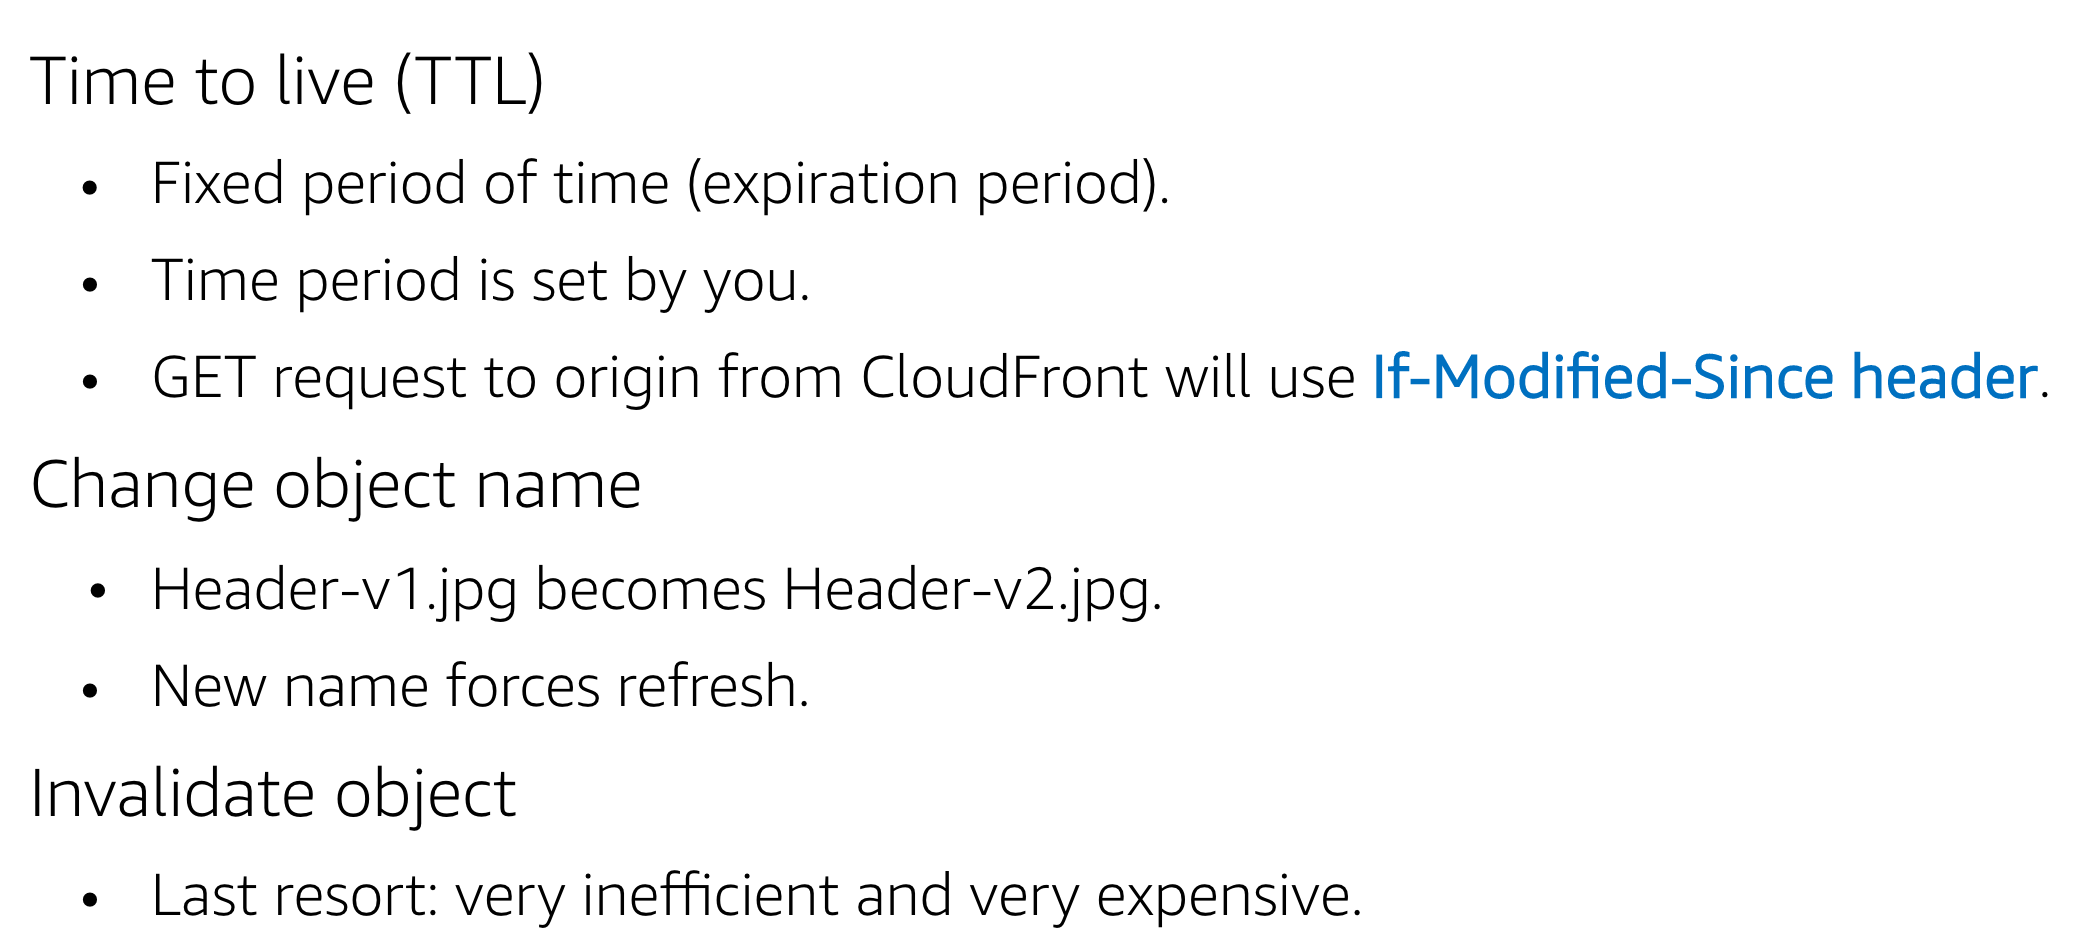 Time to live (TTL)
• Fixed period of time (expiration period).
• Time period is set by you.
• GET request to origin from CloudFront will use If-Modified-Since header.
Change object name
• Header-v1.jpg becomes Header-v2.jpg.
• New name forces refresh.
Invalidate object
• Last resort: very inefficient and very expensive.